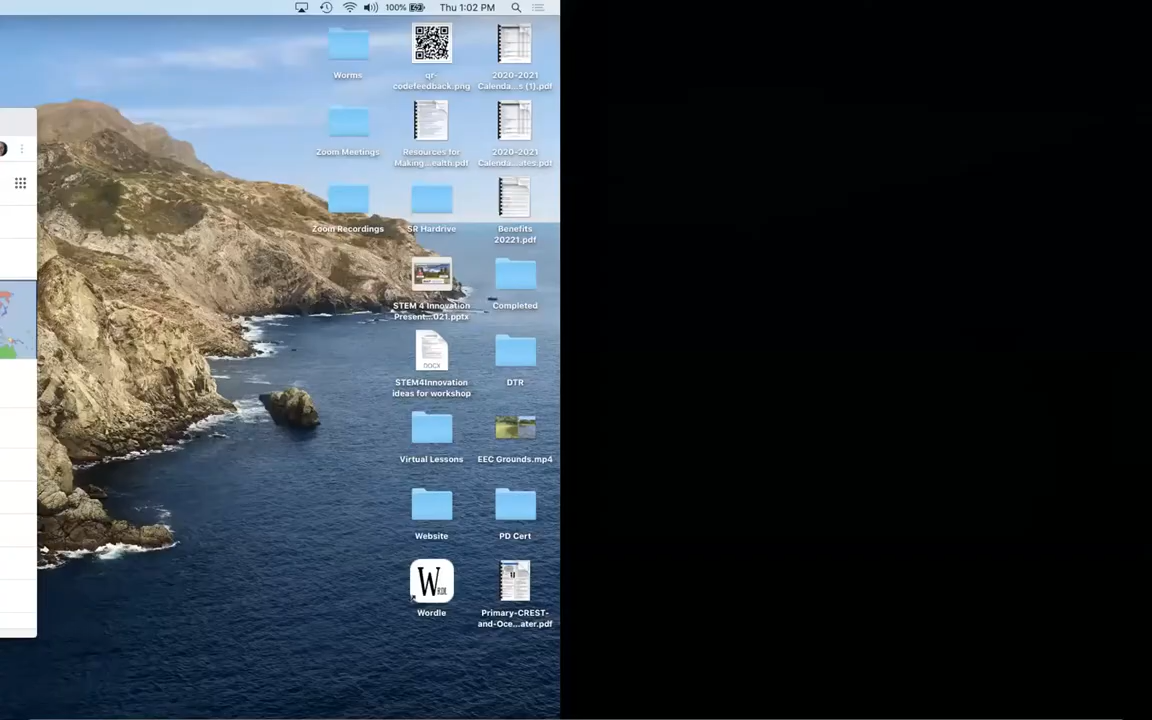 100%
Thu 1:02 PM
Worms
qr-
codefeedback.png
2020-2021
Calenda...s (1).pdf
Zoom Meetings
Resources for
Making...ealth.pdf
2020-2021
Calenda...ates.pdf
Zoom Recordings
SR Hardrive
Benefits
20221.pdf
STEM 4 Innovation
Present...021.pptx
Completed
DOCX
STEM4Innovation
ideas for workshop
DTR
Virtual Lessons
EEC Grounds.mp4
Website
PD Cert
W
Wordle
Primary-CREST-
and-Oce...ater.pdf